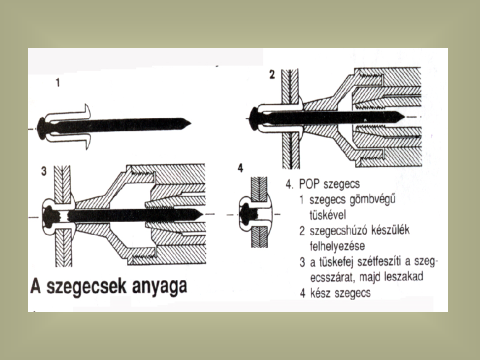 1
2
3
4
4. POP szegecs
1 szegecs gömbvégű
tüskével
2 szegecshúzó készülék
felhelyezése
3 a tüskefej szétfeszíti a szeg-
ecsszárat, majd leszakad
4 kész szegecs
A szegecsek anyaga